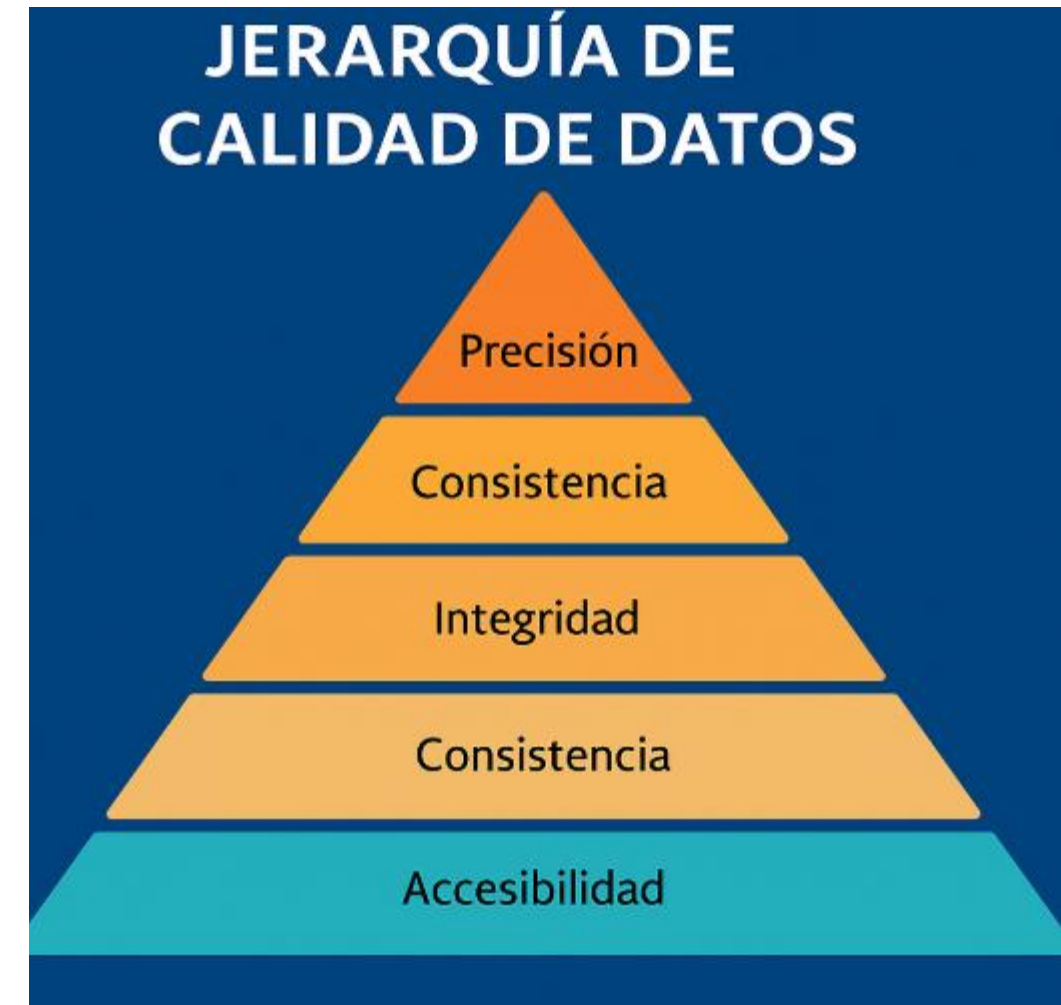 JERARQUÍA DE
CALIDAD DE DATOS
Precisión
Consistencia
Integridad
Consistencia
Accesibilidad